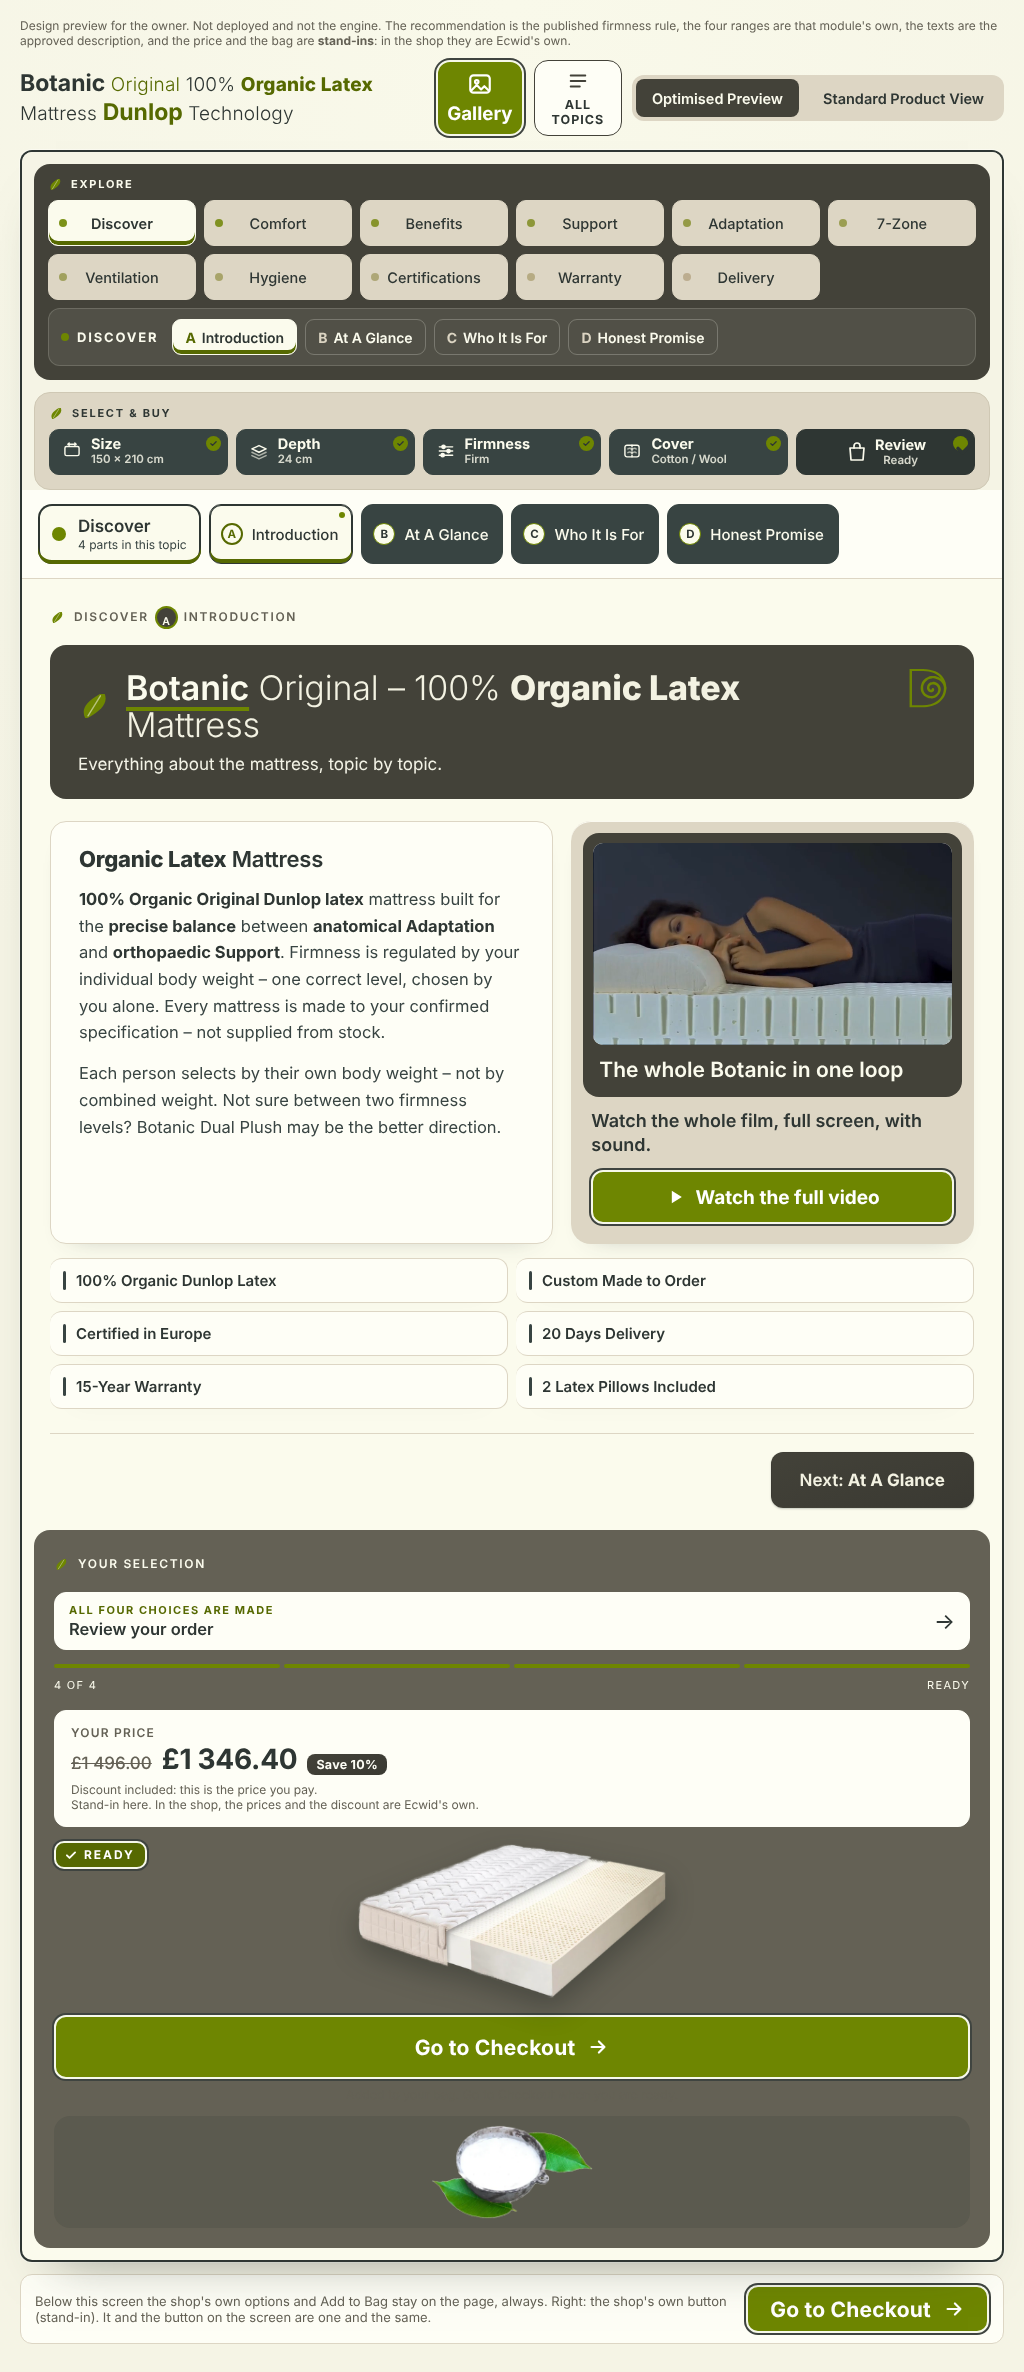 Design preview for the owner. Not deployed and not the engine. The recommendation is the published firmness rule, the four ranges are that module's own, the texts are the
approved description, and the price and the bag are stand-ins: in the shop they are Ecwid's own.
Botanic Original 100% Organic Latex
Mattress Dunlop Technology
Gallery
ALL
TOPICS
Optimised Preview
Standard Product View
EXPLORE
Discover
Comfort
Benefits
Support
Adaptation
7-Zone
Ventilation
Hygiene
Certifications
Warranty
Delivery
DISCOVER
A Introduction
B At A Glance
C Who It Is For
D Honest Promise
SELECT & BUY
Size
150 × 210 cm
Depth
24 cm
Firmness
Firm
Cover
Cotton / Wool
Review
Ready
Discover
4 parts in this topic
A Introduction
B At A Glance
C Who It Is For
D Honest Promise
DISCOVER A INTRODUCTION
Botanic Original – 100% Organic Latex
Mattress
Everything about the mattress, topic by topic.
Organic Latex Mattress
100% Organic Original Dunlop latex mattress built for
the precise balance between anatomical Adaptation
and orthopaedic Support. Firmness is regulated by your
individual body weight – one correct level, chosen by
you alone. Every mattress is made to your confirmed
specification – not supplied from stock.
Each person selects by their own body weight – not by
combined weight. Not sure between two firmness
levels? Botanic Dual Plush may be the better direction.
The whole Botanic in one loop
Watch the whole film, full screen, with
sound.
Watch the full video
100% Organic Dunlop Latex
Custom Made to Order
Certified in Europe
20 Days Delivery
15-Year Warranty
2 Latex Pillows Included
Next: At A Glance
YOUR SELECTION
ALL FOUR CHOICES ARE MADE
Review your order
4 OF 4
READY
YOUR PRICE
£1 496.00 £1 346.40 Save 10%
Discount included: this is the price you pay.
Stand-in here. In the shop, the prices and the discount are Ecwid's own.
READY
Go to Checkout
Below this screen the shop's own options and Add to Bag stay on the page, always. Right: the shop's own button
(stand-in). It and the button on the screen are one and the same.
Go to Checkout